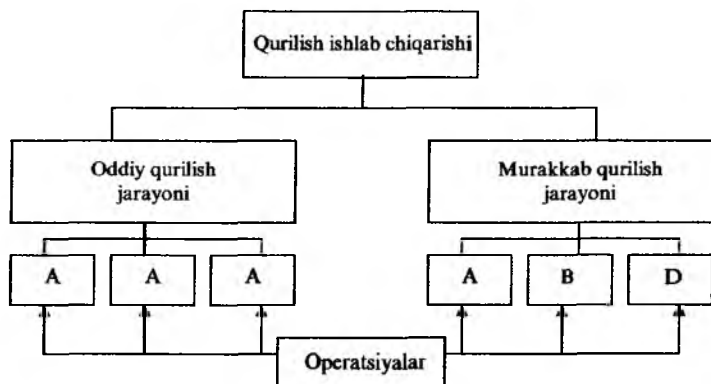 Qurilish ishlab chiqarishi
Oddiy qurilish
jarayoni
Murakkab qurilish
jarayoni
A A A A B D
Operatsiyalar